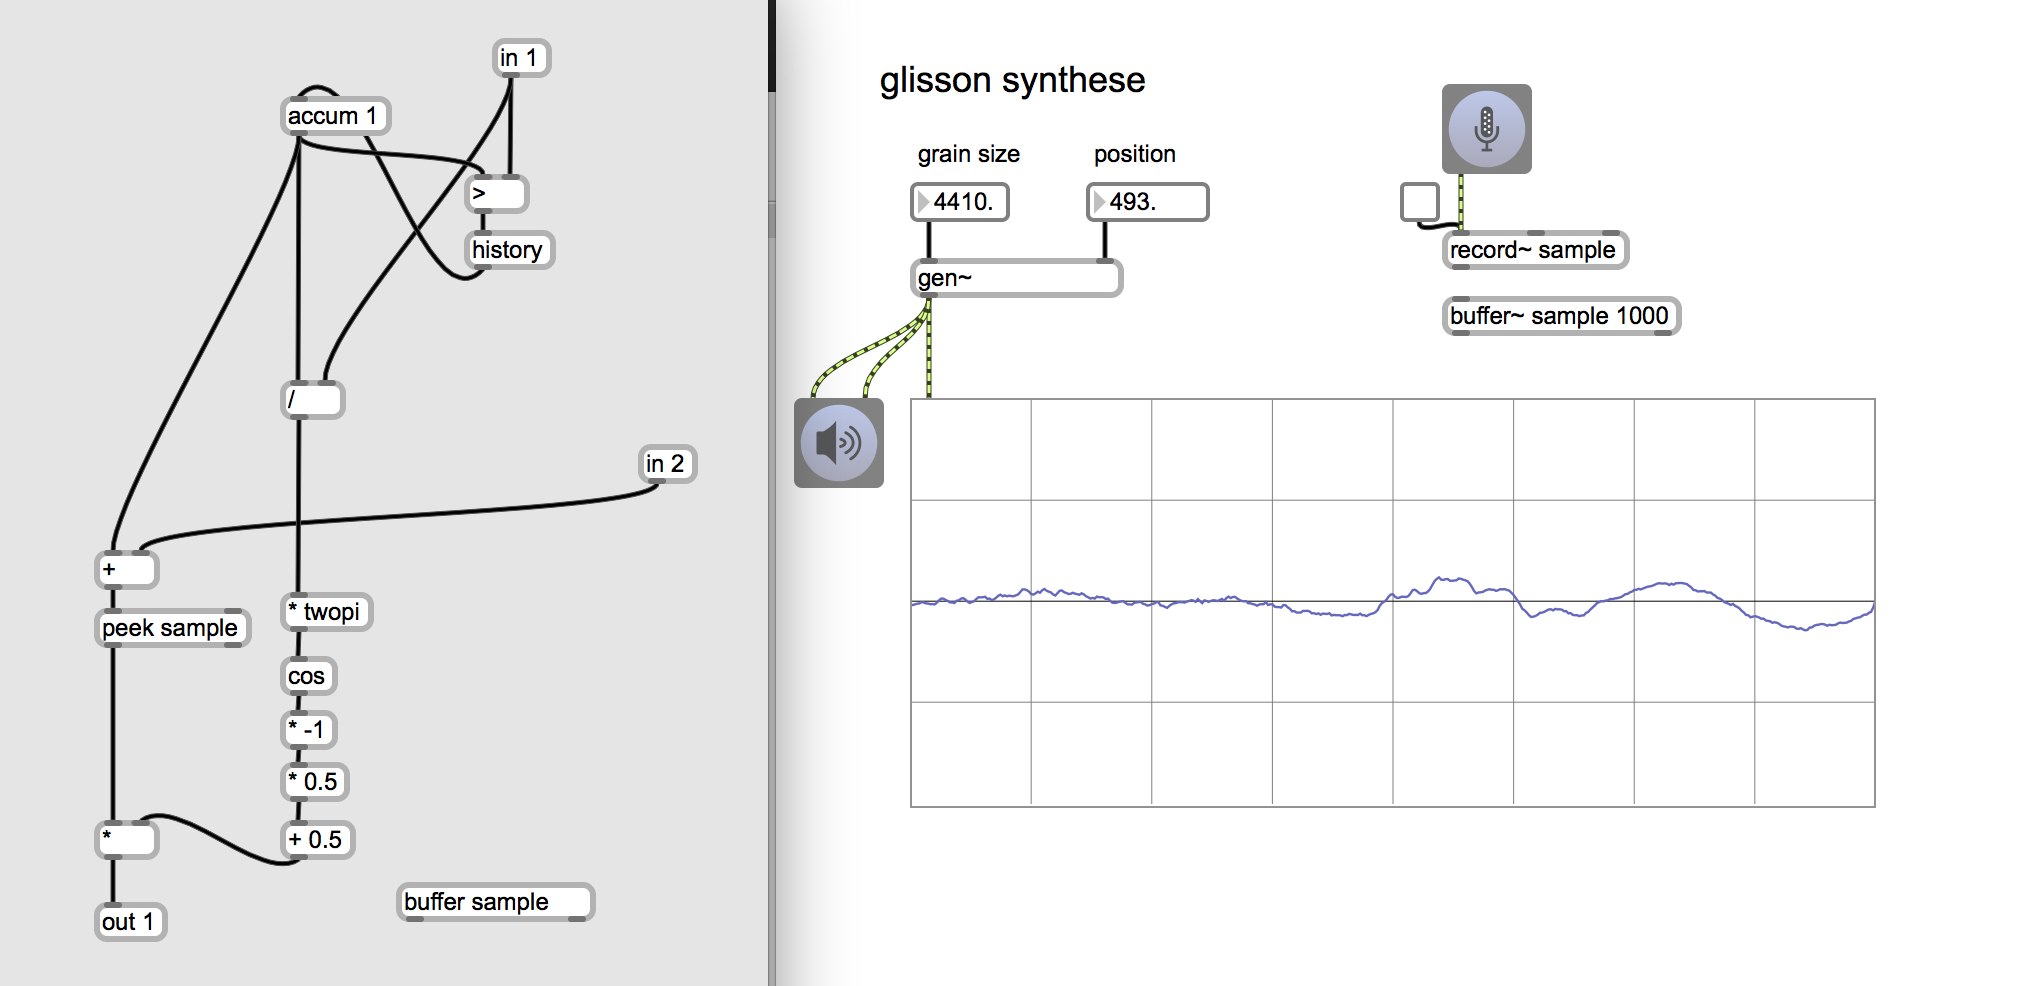 in 1
accum 1
>
history
/
in 2
+
peek sample
* twopi
cos
* -1
* 0.5
*
+ 0.5
buffer sample
out 1
glisson synthese
grain size
position
4410.
493.
gen~
record~ sample
buffer~ sample 1000